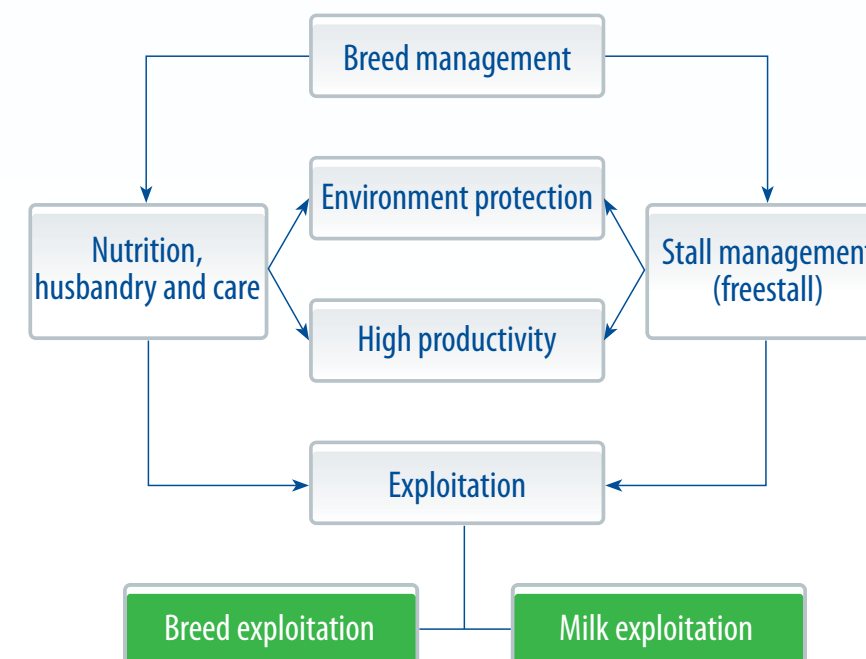 Breed management
Environment protection
Nutrition,
husbandry and care
Stall management
(freestall)
High productivity
Exploitation
Breed exploitation
Milk exploitation